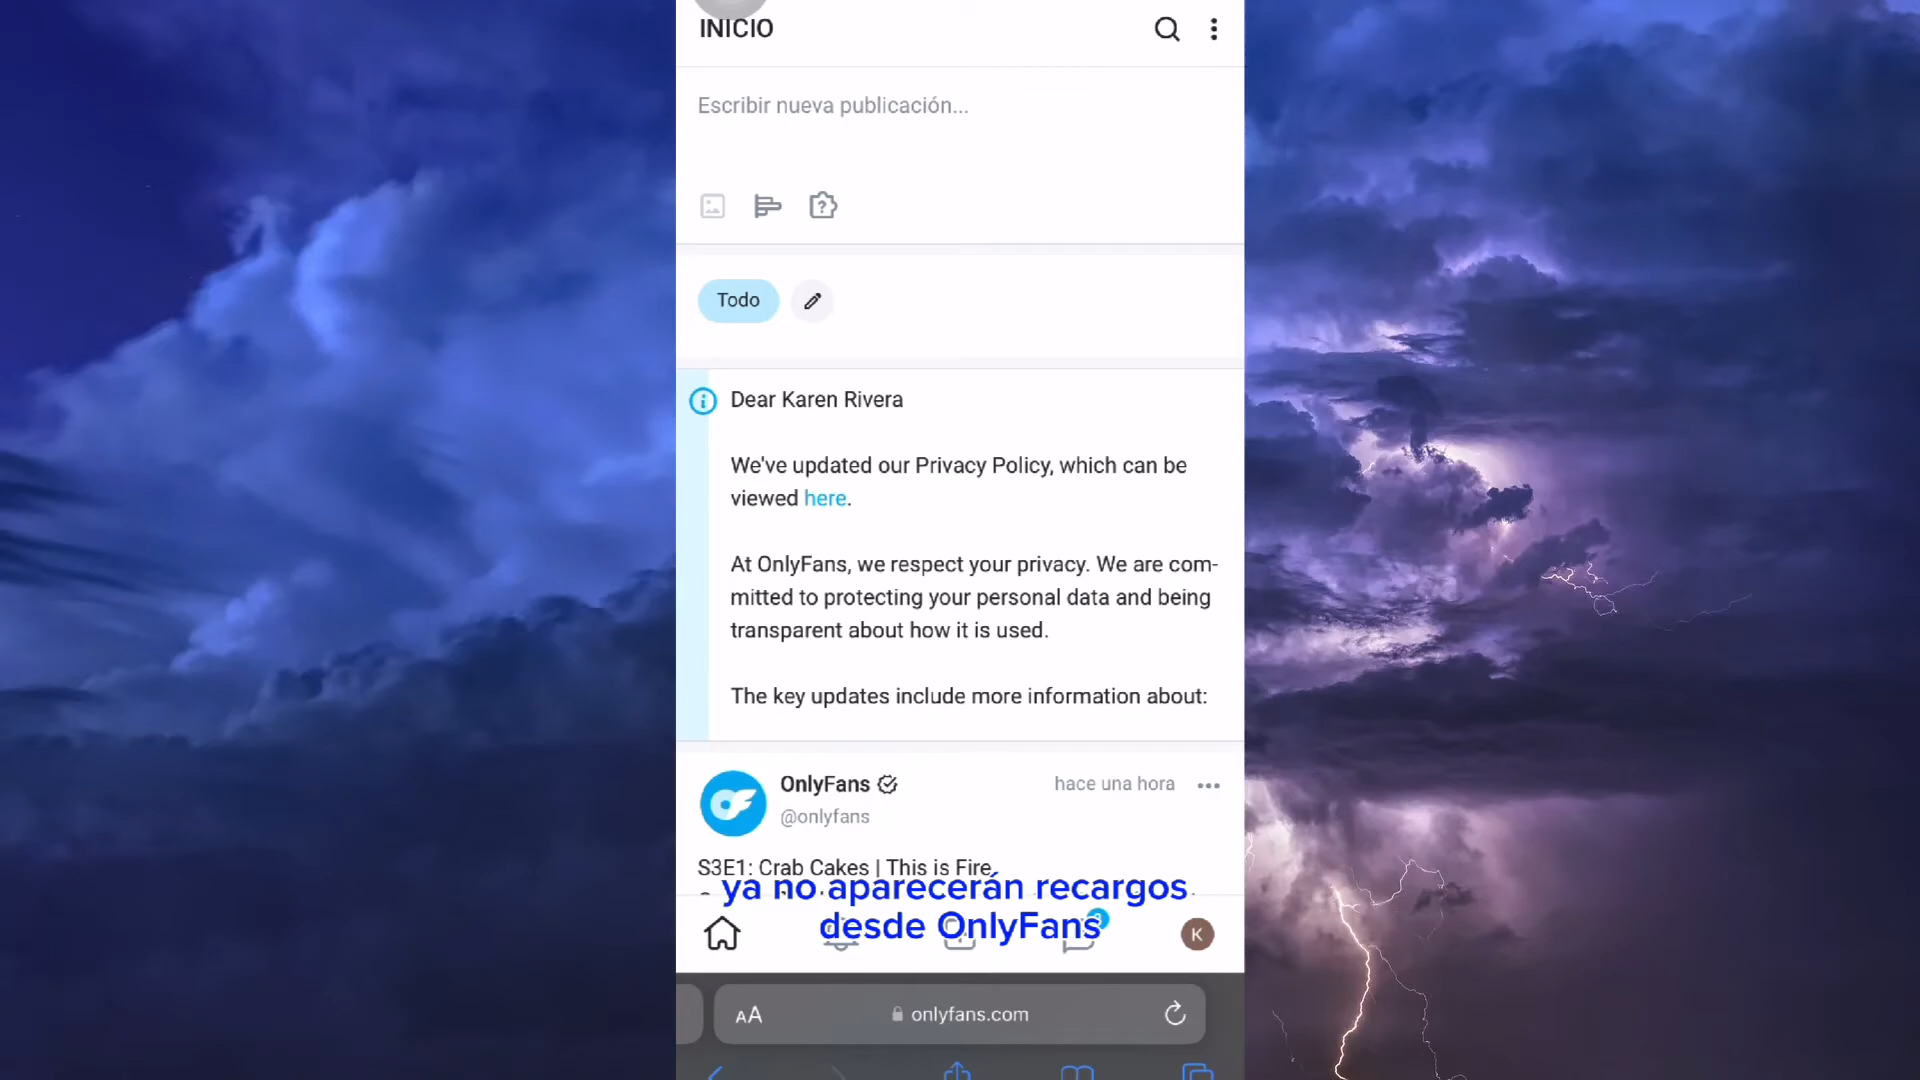 INICIO
Escribir nueva publicación...
Todo
Dear Karen Rivera
We've updated our Privacy Policy, which can be
viewed here.
At OnlyFans, we respect your privacy. We are com-
mitted to protecting your personal data and being
transparent about how it is used.
The key updates include more information about:
OnlyFans
hace una hora
@onlyfans
S3E1: Crab Cakes | This is Fire
ya no aparecerán recargos
desde OnlyFans
K
AA
onlyfans.com